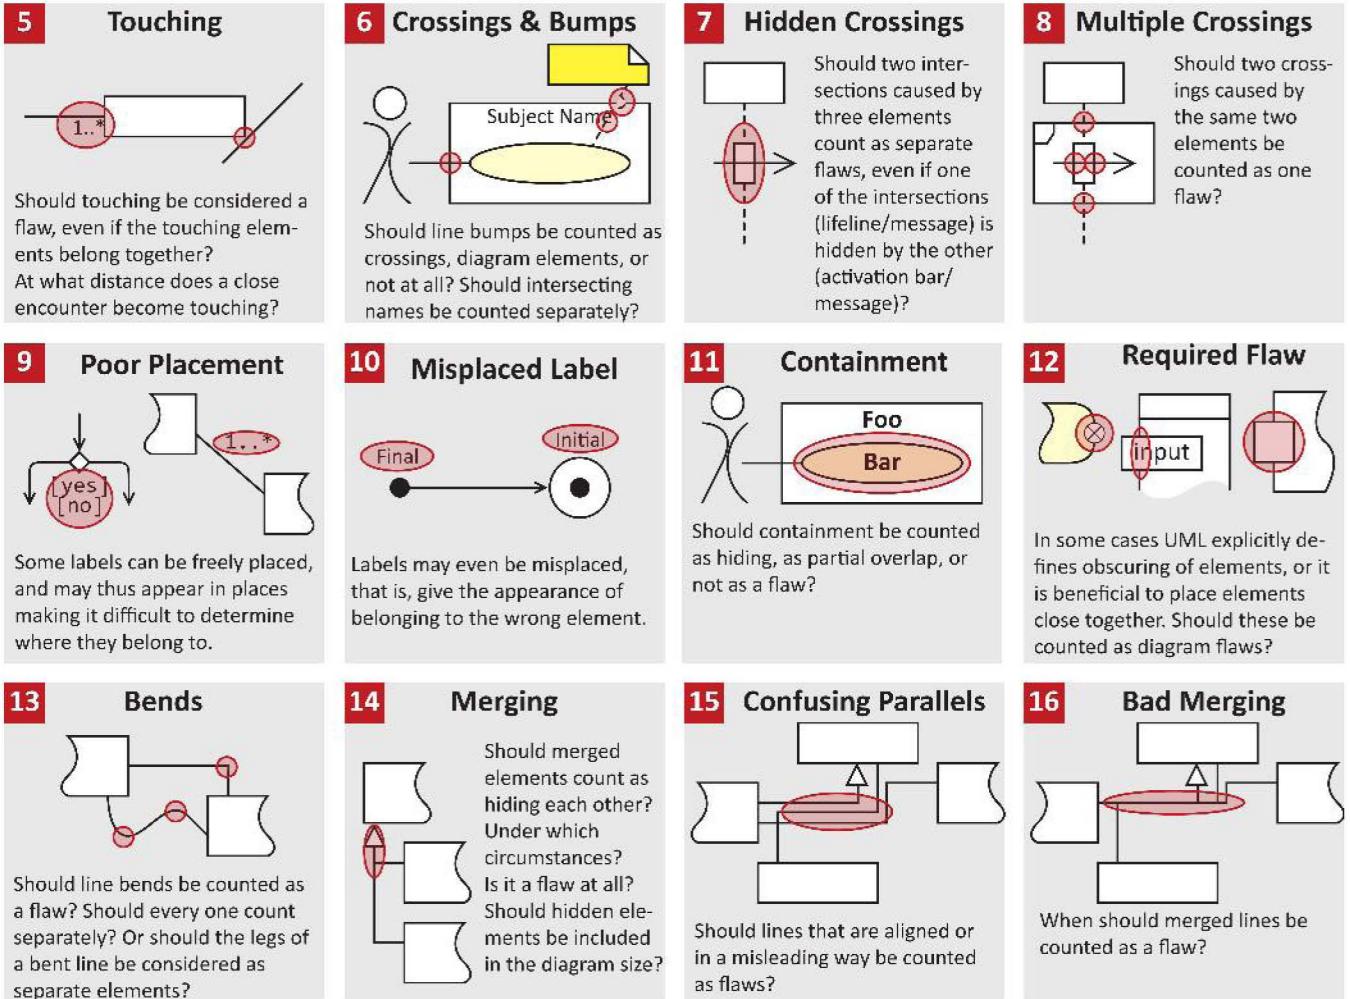 5 Touching
1..*
Should touching be considered a
flaw, even if the touching elem-
ents belong together?
At what distance does a close
encounter become touching?
6 Crossings & Bumps
Subject Name
Should line bumps be counted as
crossings, diagram elements, or
not at all? Should intersecting
names be counted separately?
7 Hidden Crossings
Should two inter-
sections caused by
three elements
count as separate
flaws, even if one
of the intersections
(lifeline/message) is
hidden by the other
(activation bar/
message)?
8 Multiple Crossings
Should two cross-
ings caused by
the same two
elements be
counted as one
flaw?
9 Poor Placement
1..*
[yes]
[no]
Some labels can be freely placed,
and may thus appear in places
making it difficult to determine
where they belong to.
10 Misplaced Label
Initial
Final
Labels may even be misplaced,
that is, give the appearance of
belonging to the wrong element.
11 Containment
Foo
Bar
Should containment be counted
as hiding, as partial overlap, or
not as a flaw?
12 Required Flaw
input
In some cases UML explicitly de-
fines obscuring of elements, or it
is beneficial to place elements
close together. Should these be
counted as diagram flaws?
13 Bends
Should line bends be counted as
a flaw? Should every one count
separately? Or should the legs of
a bent line be considered as
separate elements?
14 Merging
Should merged
elements count as
hiding each other?
Under which
circumstances?
Is it a flaw at all?
Should hidden ele-
ments be included
in the diagram size?
15 Confusing Parallels
Should lines that are aligned or
in a misleading way be counted
as flaws?
16 Bad Merging
When should merged lines be
counted as a flaw?